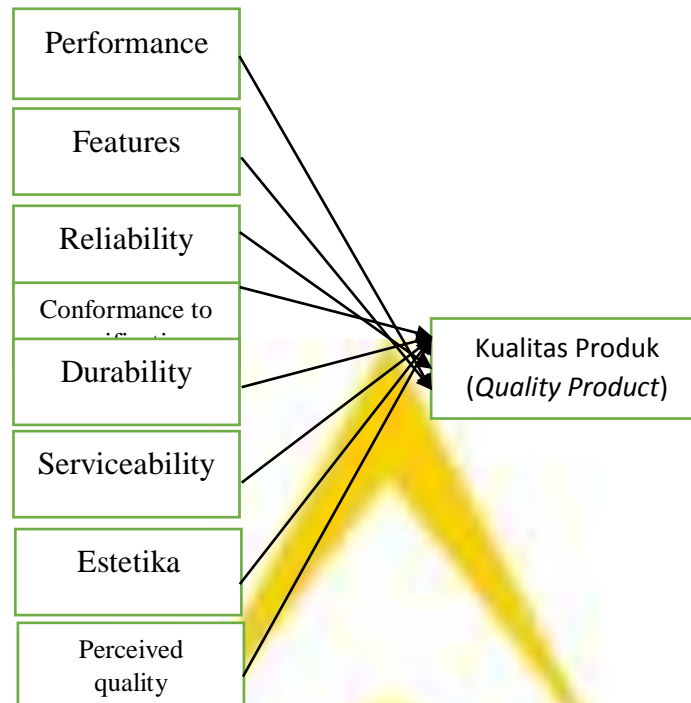 Performance
Features
Reliability
Conformance to
Durability
Serviceability
Estetika
Perceived
quality
Kualitas Produk
(Quality Product)